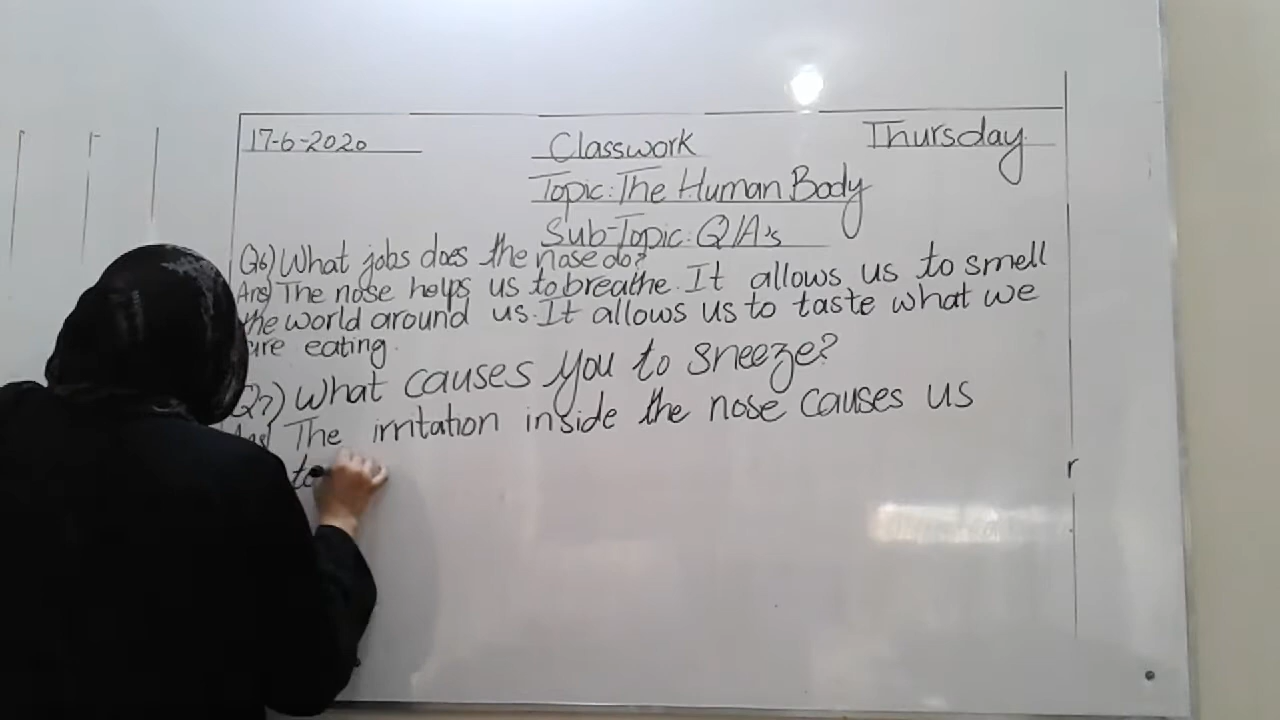 17-6-2020 Classwork Thursday
Topic: The Human Body
Sub-Topic: Q/A's
Q6) What jobs does the nose do?
Ans) The nose helps us to breathe. It allows us to smell
the world around us. It allows us to taste what we
are eating.
Q7) What causes you to sneeze?
Ans) The irritation inside the nose causes us
to